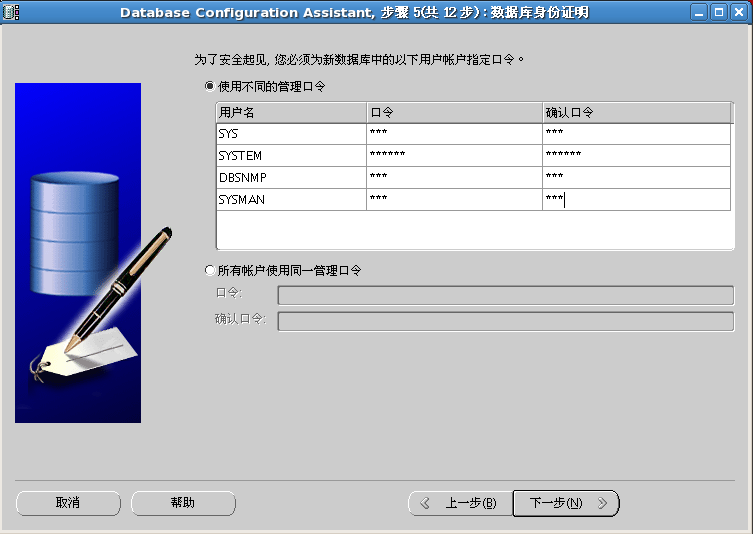 Database Configuration Assistant, 步骤 5(共 12 步) : 数据库身份证明
为了安全起见, 您必须为新数据库中的以下用户帐户指定口令。
使用不同的管理口令
用户名 口令 确认口令
SYS *** ***
SYSTEM ****** ******
DBSNMP *** ***
SYSMAN *** ***
所有帐户使用同一管理口令
口令:
确认口令:
取消 帮助 上一步(B) 下一步(N)